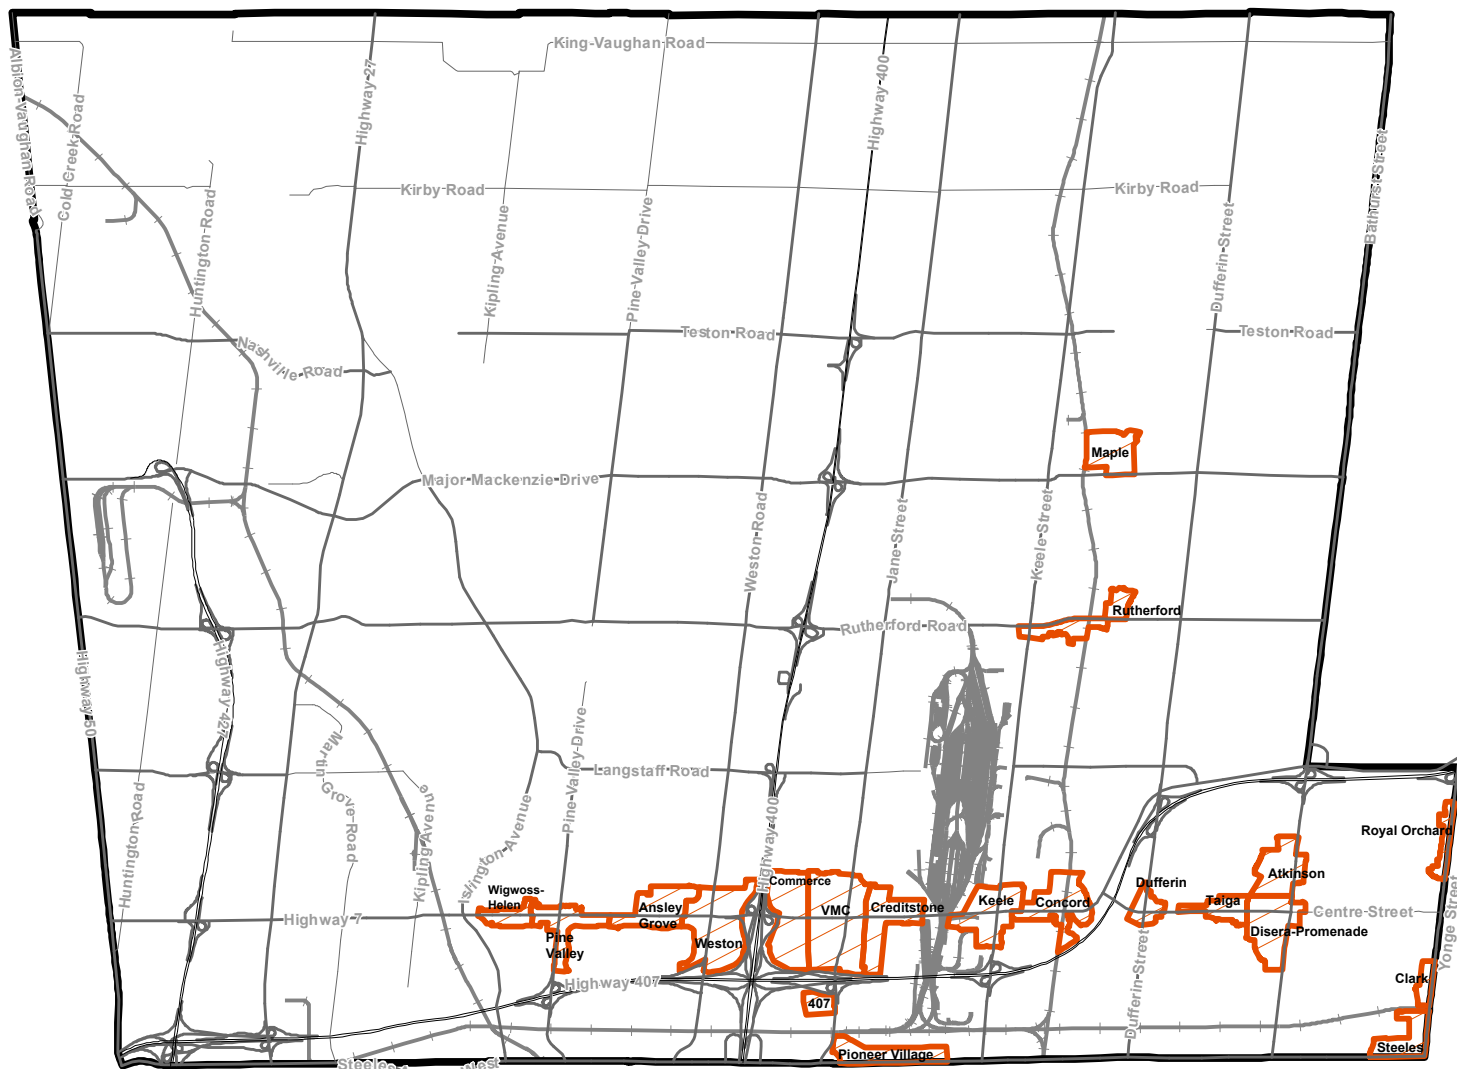 King-Vaughan Road
Albion-Vaughan Road
Cold Creek Road
Highway 27
Highway 400
Huntington Road
Kirby Road
Kirby Road
Kipling Avenue
Pine Valley Drive
Dufferin Street
Bathurst Street
Nashville Road
Teston Road
Teston Road
Maple
Major Mackenzie Drive
Weston Road
Jane Street
Keele Street
Rutherford
Rutherford Road
Highway 50
Highway 427
Martin Grove Road
Langstaff Road
Pine Valley Drive
Huntington Road
Kipling Avenue
Islington Avenue
Highway 400
Royal Orchard
Wigwoss-
Helen
Ansley
Grove
Commerce
VMC
Creditstone
Keele
Concord
Dufferin
Taiga
Atkinson
Highway 7
Centre Street
Pine
Valley
Weston
Disera-Promenade
Yonge Street
Highway 407
407
Dufferin Street
Clark
Pioneer Village
Steeles
Steeles
West